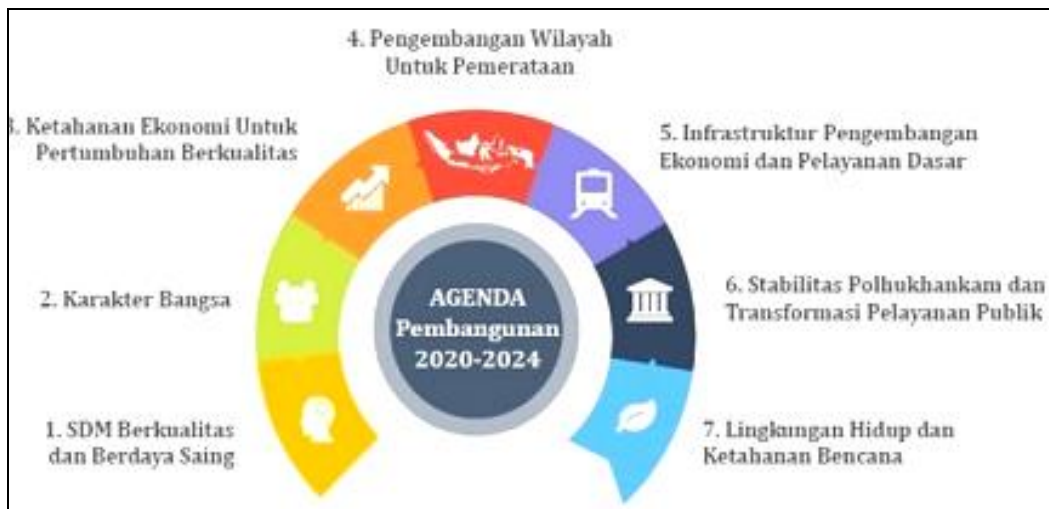 4. Pengembangan Wilayah
Untuk Pemerataan
3. Ketahanan Ekonomi Untuk
Pertumbuhan Berkualitas
5. Infrastruktur Pengembangan
Ekonomi dan Pelayanan Dasar
2. Karakter Bangsa
AGENDA
Pembangunan
2020-2024
6. Stabilitas Polhukhankam dan
Transformasi Pelayanan Publik
1. SDM Berkualitas
dan Berdaya Saing
7. Lingkungan Hidup dan
Ketahanan Bencana